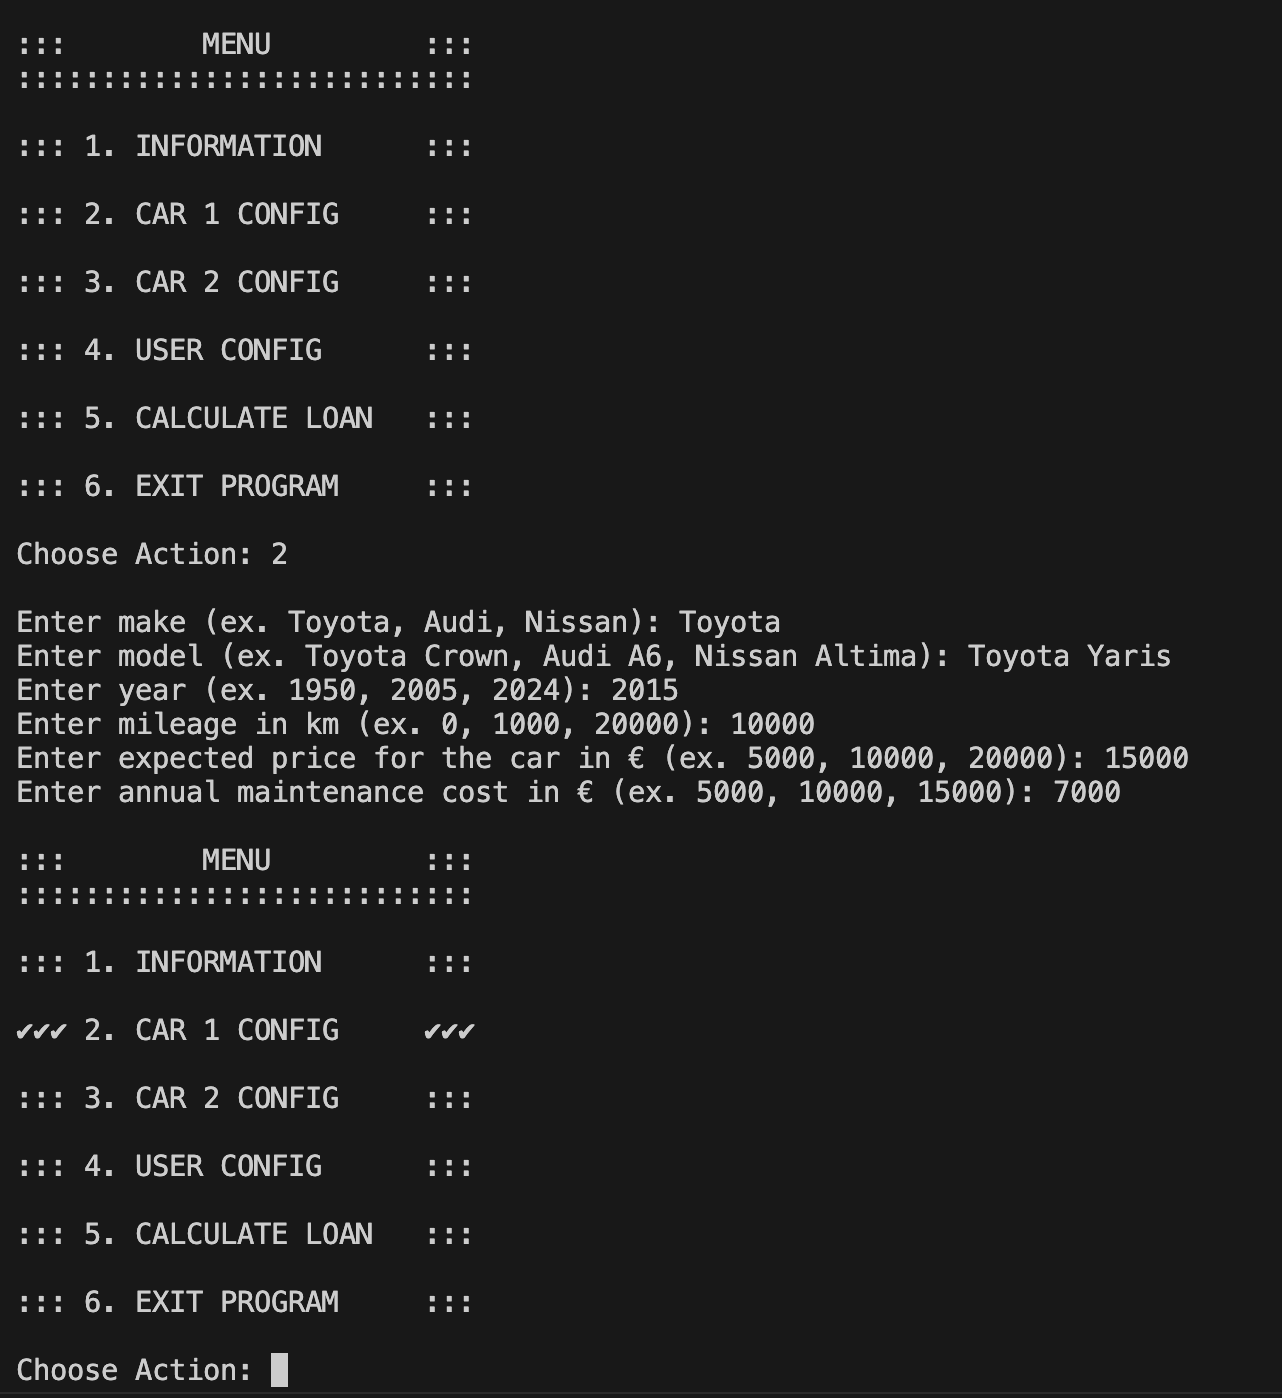 :::        MENU         :::
:::::::::::::::::::::::::::
::: 1. INFORMATION      :::
::: 2. CAR 1 CONFIG     :::
::: 3. CAR 2 CONFIG     :::
::: 4. USER CONFIG      :::
::: 5. CALCULATE LOAN   :::
::: 6. EXIT PROGRAM     :::
Choose Action: 2
Enter make (ex. Toyota, Audi, Nissan): Toyota
Enter model (ex. Toyota Crown, Audi A6, Nissan Altima): Toyota Yaris
Enter year (ex. 1950, 2005, 2024): 2015
Enter mileage in km (ex. 0, 1000, 20000): 10000
Enter expected price for the car in € (ex. 5000, 10000, 20000): 15000
Enter annual maintenance cost in € (ex. 5000, 10000, 15000): 7000
:::        MENU         :::
:::::::::::::::::::::::::::
::: 1. INFORMATION      :::
✔✔✔ 2. CAR 1 CONFIG     ✔✔✔
::: 3. CAR 2 CONFIG     :::
::: 4. USER CONFIG      :::
::: 5. CALCULATE LOAN   :::
::: 6. EXIT PROGRAM     :::
Choose Action: